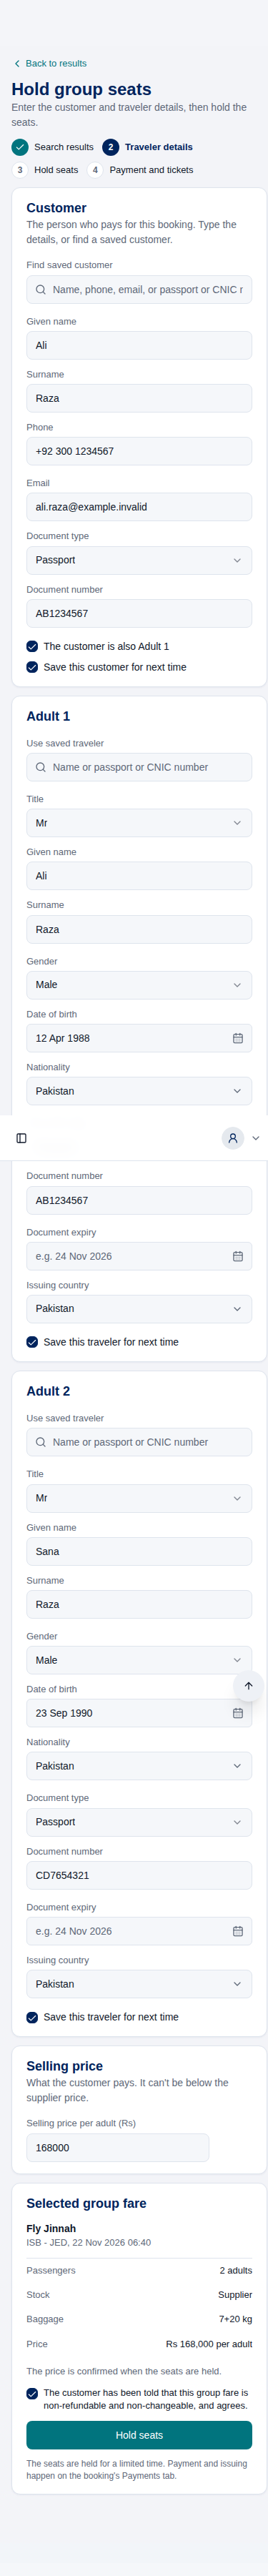 Back to results
Hold group seats
Enter the customer and traveler details, then hold the
seats.
Search results
2 Traveler details
3 Hold seats
4 Payment and tickets
Customer
The person who pays for this booking. Type the
details, or find a saved customer.
Find saved customer
Name, phone, email, or passport or CNIC r
Given name
Ali
Surname
Raza
Phone
+92 300 1234567
Email
ali.raza@example.invalid
Document type
Passport
Document number
AB1234567
The customer is also Adult 1
Save this customer for next time
Adult 1
Use saved traveler
Name or passport or CNIC number
Title
Mr
Given name
Ali
Surname
Raza
Gender
Male
Date of birth
12 Apr 1988
Nationality
Pakistan
Document number
AB1234567
Document expiry
e.g. 24 Nov 2026
Issuing country
Pakistan
Save this traveler for next time
Adult 2
Use saved traveler
Name or passport or CNIC number
Title
Mr
Given name
Sana
Surname
Raza
Gender
Male
Date of birth
23 Sep 1990
Nationality
Pakistan
Document type
Passport
Document number
CD7654321
Document expiry
e.g. 24 Nov 2026
Issuing country
Pakistan
Save this traveler for next time
Selling price
What the customer pays. It can't be below the
supplier price.
Selling price per adult (Rs)
168000
Selected group fare
Fly Jinnah
ISB - JED, 22 Nov 2026 06:40
Passengers 2 adults
Stock Supplier
Baggage 7+20 kg
Price Rs 168,000 per adult
The price is confirmed when the seats are held.
The customer has been told that this group fare is
non-refundable and non-changeable, and agrees.
Hold seats
The seats are held for a limited time. Payment and issuing
happen on the booking's Payments tab.